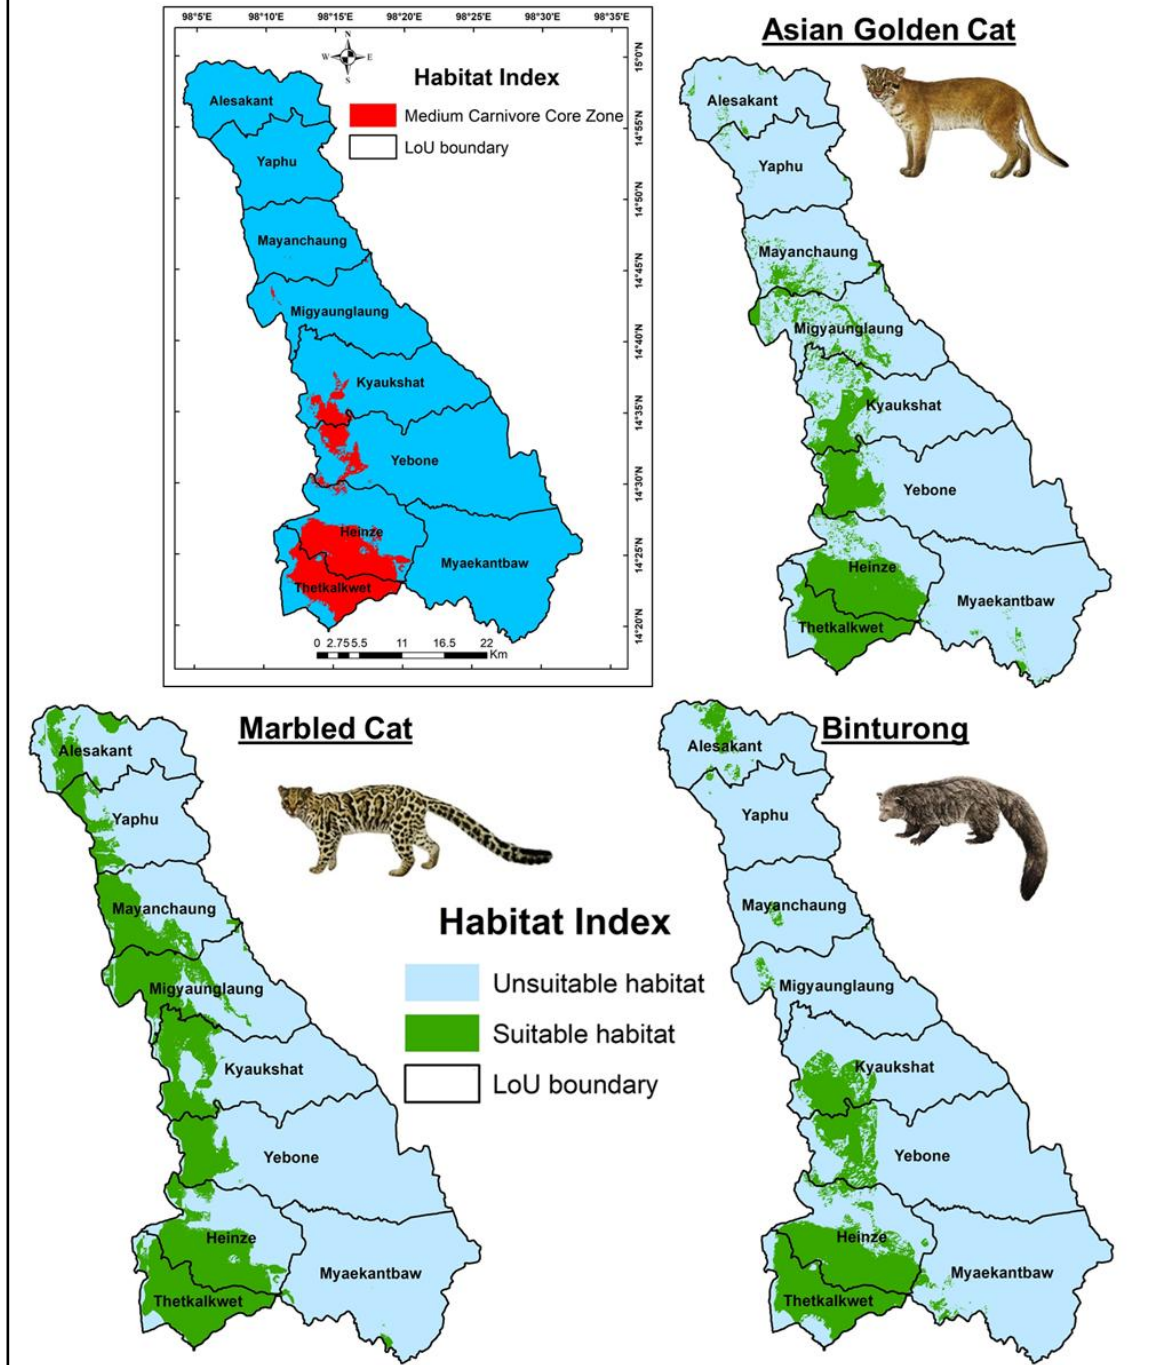 98°5'E 98°10'E 98°15'E 98°20'E 98°25'E 98°30'E 98°35'E
N
W E
S
Habitat Index
Medium Carnivore Core Zone
LoU boundary
Alesakant
Yaphu
Mayanchaung
Migyaunglaung
Kyaukshat
Yebone
Heinze
Myaekantbaw
Thetkalkwet
15°0'N
14°55'N
14°50'N
14°45'N
14°40'N
14°35'N
14°30'N
14°25'N
14°20'N
0 2.75 5.5 11 16.5 22
Km
Asian Golden Cat
Alesakant
Yaphu
Mayanchaung
Migyaunglaung
Kyaukshat
Yebone
Heinze
Myaekantbaw
Thetkalkwet
Marbled Cat
Alesakant
Yaphu
Mayanchaung
Migyaunglaung
Kyaukshat
Yebone
Heinze
Myaekantbaw
Thetkalkwet
Habitat Index
Unsuitable habitat
Suitable habitat
LoU boundary
Binturong
Alesakant
Yaphu
Mayanchaung
Migyaunglaung
Kyaukshat
Yebone
Heinze
Myaekantbaw
Thetkalkwet